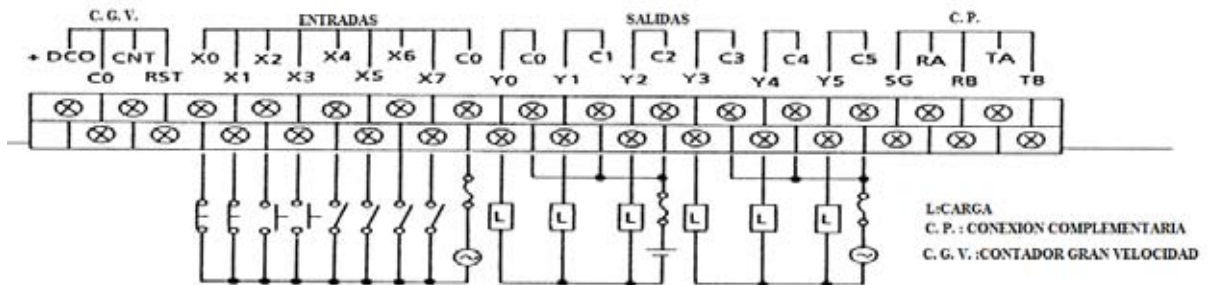 C. G. V. ENTRADAS SALIDAS C. P.
+ DCO CNT X0 X2 X4 X6 C0 C0 C1 C2 C3 C4 C5 RA TA
C0 RST X1 X3 X5 X7 Y0 Y1 Y2 Y3 Y4 Y5 SG RB TB
L L L L L L
L:CARGA
C. P. : CONEXION COMPLEMENTARIA
C. G. V. :CONTADOR GRAN VELOCIDAD